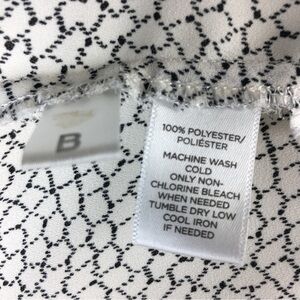 B
100% POLYESTER/
POLIÉSTER
MACHINE WASH
COLD
ONLY NON-
CHLORINE BLEACH
WHEN NEEDED
TUMBLE DRY LOW
COOL IRON
IF NEEDED